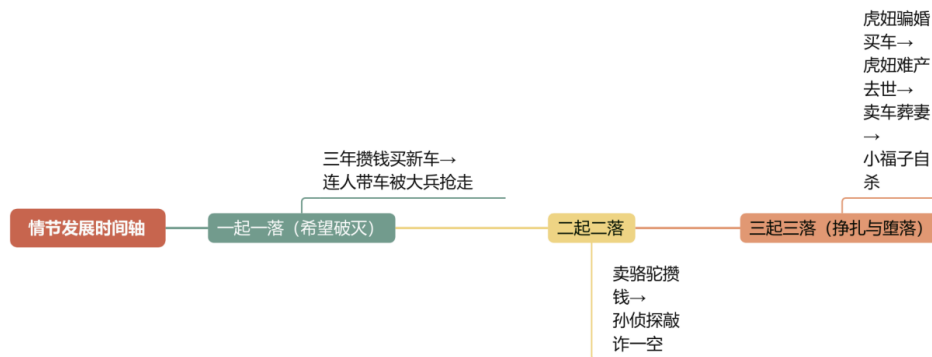 情节发展时间轴
一起一落（希望破灭）
三年攒钱买新车→
连人带车被大兵抢走
二起二落
卖骆驼攒
钱→
孙侦探敲
诈一空
三起三落（挣扎与堕落）
虎妞骗婚
买车→
虎妞难产
去世→
卖车葬妻
→
小福子自
杀